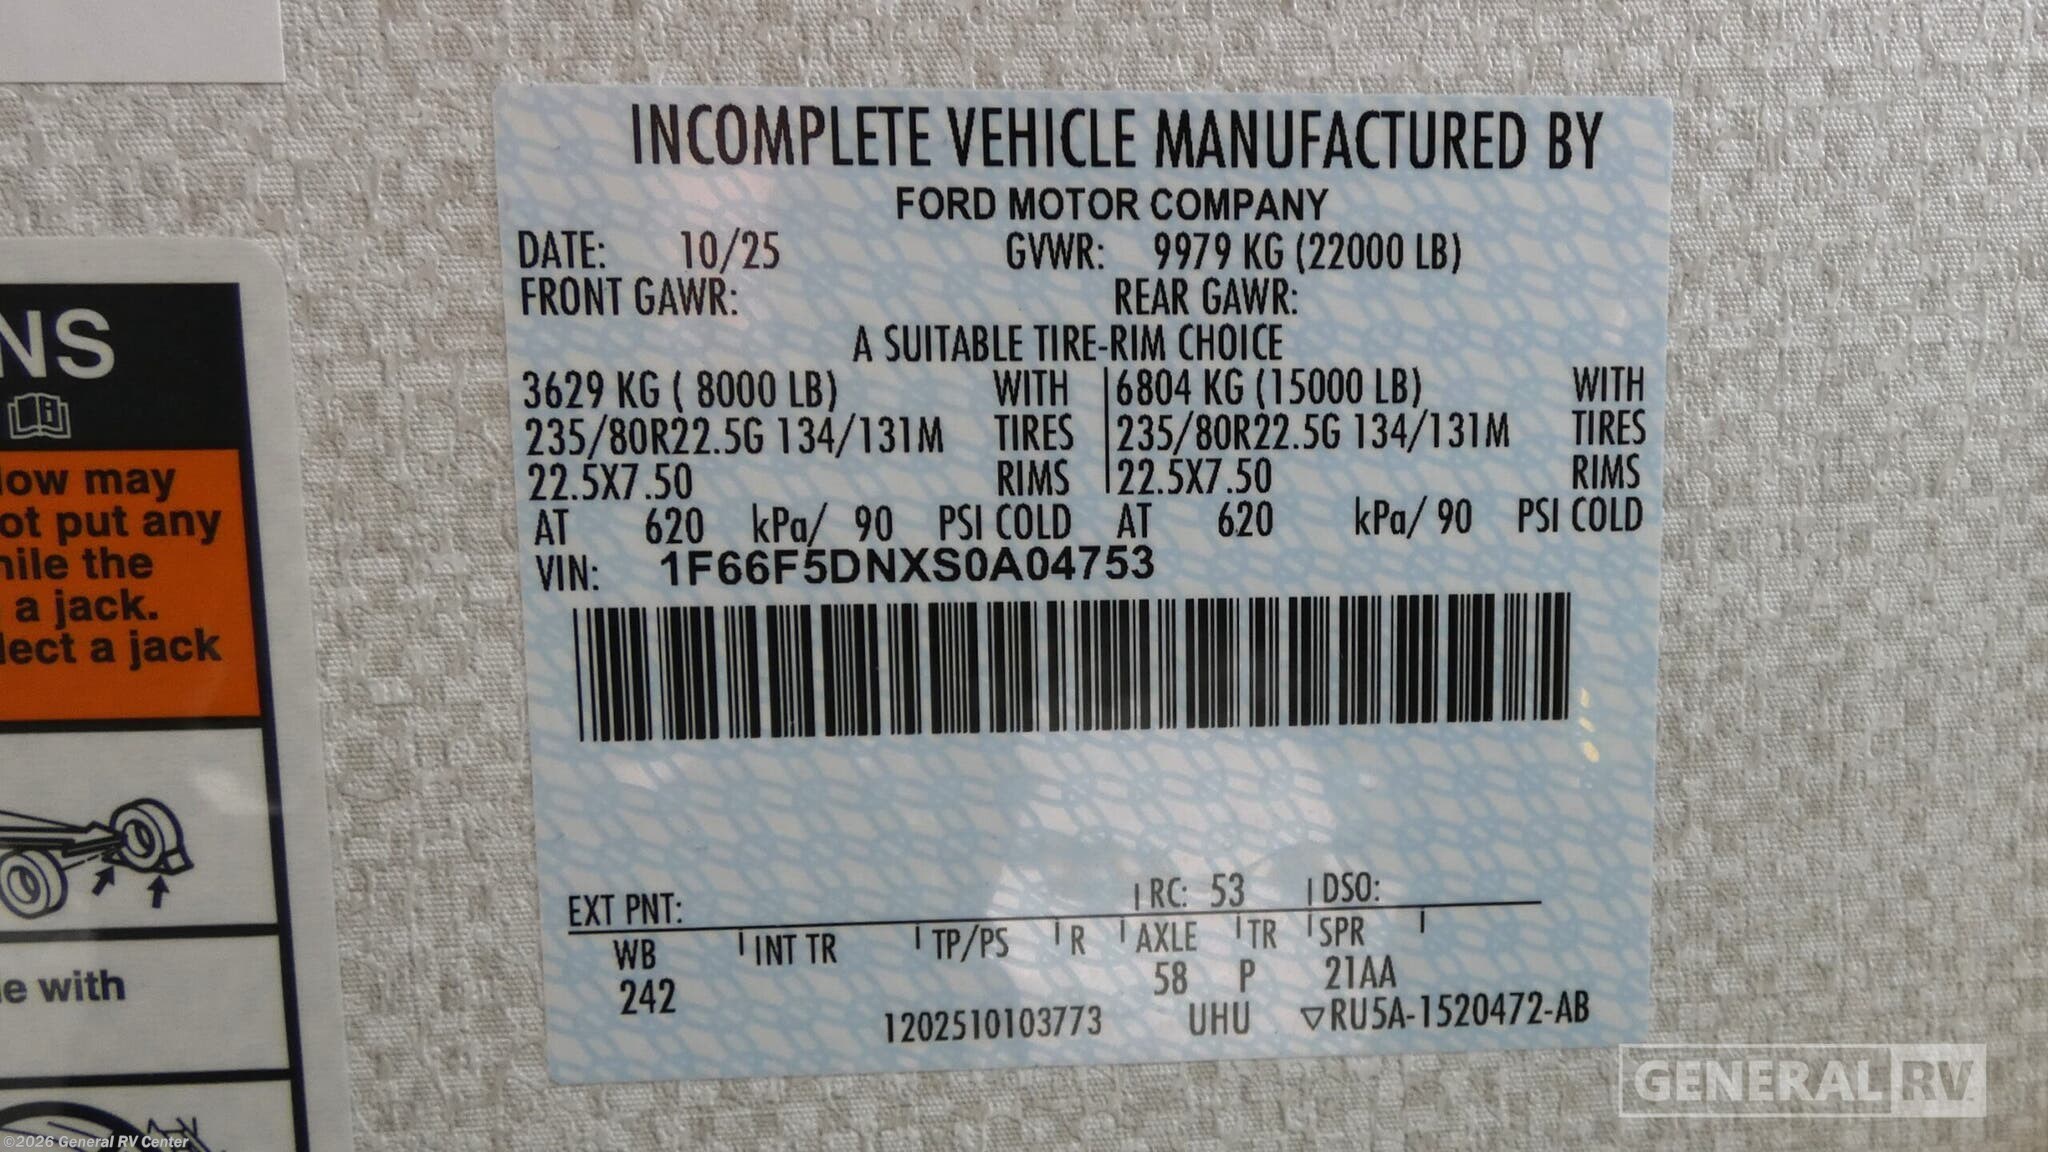 INCOMPLETE VEHICLE MANUFACTURED BY
FORD MOTOR COMPANY
DATE: 10/25 GVWR: 9979 KG (22000 LB)
FRONT GAWR: REAR GAWR:
A SUITABLE TIRE-RIM CHOICE
3629 KG ( 8000 LB) WITH 6804 KG (15000 LB) WITH
235/80R22.5G 134/131M TIRES 235/80R22.5G 134/131M TIRES
22.5X7.50 RIMS 22.5X7.50 RIMS
AT 620 kPa/ 90 PSI COLD AT 620 kPa/ 90 PSI COLD
VIN: 1F66F5DNXS0A04753
EXT PNT: RC: 53 DSO:
WB INT TR TP/PS R AXLE TR SPR
242 58 P 21AA
1202510103773 UHU ▽RU5A-1520472-AB
NS
low may
ot put any
hile the
a jack.
lect a jack
e with
GENERAL RV
©2026 General RV Center